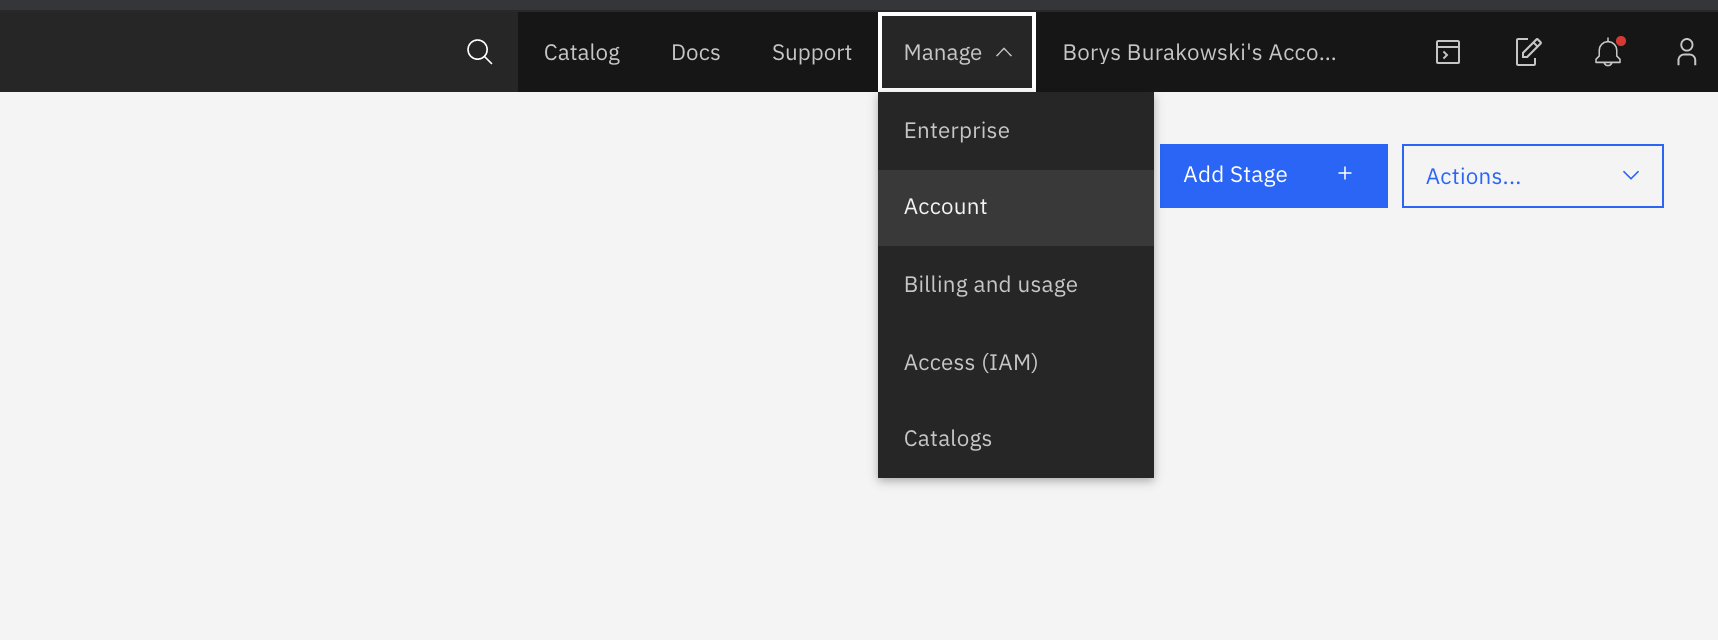 Catalog Docs Support Manage Borys Burakowski's Acco...
Enterprise
Add Stage +
Actions...
Account
Billing and usage
Access (IAM)
Catalogs